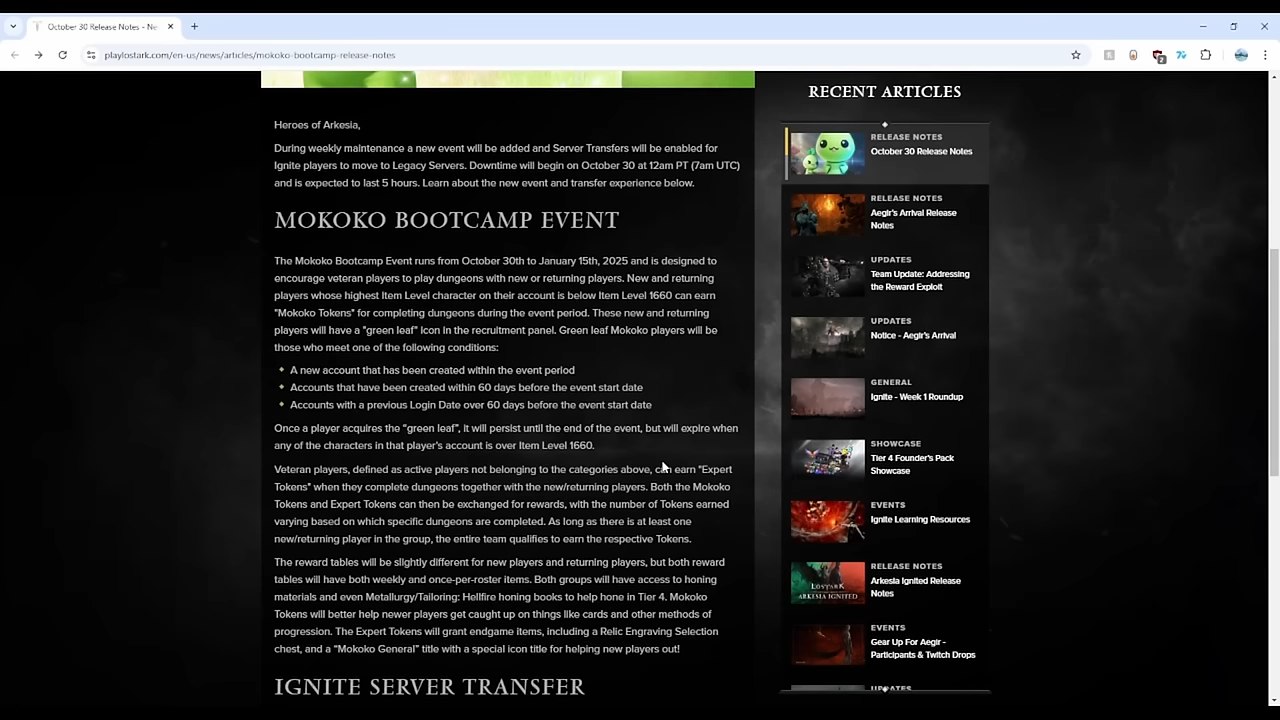 October 30 Release Notes - Ne
playlostark.com/en-us/news/articles/mokoko-bootcamp-release-notes
Heroes of Arkesia,
During weekly maintenance a new event will be added and Server Transfers will be enabled for
Ignite players to move to Legacy Servers. Downtime will begin on October 30 at 12am PT (7am UTC)
and is expected to last 5 hours. Learn about the new event and transfer experience below.
MOKOKO BOOTCAMP EVENT
The Mokoko Bootcamp Event runs from October 30th to January 15th, 2025 and is designed to
encourage veteran players to play dungeons with new or returning players. New and returning
players whose highest Item Level character on their account is below Item Level 1660 can earn
"Mokoko Tokens" for completing dungeons during the event period. These new and returning
players will have a "green leaf" icon in the recruitment panel. Green leaf Mokoko players will be
those who meet one of the following conditions:
A new account that has been created within the event period
Accounts that have been created within 60 days before the event start date
Accounts with a previous Login Date over 60 days before the event start date
Once a player acquires the "green leaf", it will persist until the end of the event, but will expire when
any of the characters in that player's account is over Item Level 1660.
Veteran players, defined as active players not belonging to the categories above, can earn "Expert
Tokens" when they complete dungeons together with the new/returning players. Both the Mokoko
Tokens and Expert Tokens can then be exchanged for rewards, with the number of Tokens earned
varying based on which specific dungeons are completed. As long as there is at least one
new/returning player in the group, the entire team qualifies to earn the respective Tokens.
The reward tables will be slightly different for new players and returning players, but both reward
tables will have both weekly and once-per-roster items. Both groups will have access to honing
materials and even Metallurgy/Tailoring: Hellfire honing books to help hone in Tier 4. Mokoko
Tokens will better help newer players get caught up on things like cards and other methods of
progression. The Expert Tokens will grant endgame items, including a Relic Engraving Selection
chest, and a "Mokoko General" title with a special icon title for helping new players out!
IGNITE SERVER TRANSFER
RECENT ARTICLES
RELEASE NOTES
October 30 Release Notes
RELEASE NOTES
Aegir's Arrival Release
Notes
UPDATES
Team Update: Addressing
the Reward Exploit
UPDATES
Notice - Aegir's Arrival
GENERAL
Ignite - Week 1 Roundup
SHOWCASE
Tier 4 Founder's Pack
Showcase
EVENTS
Ignite Learning Resources
RELEASE NOTES
Arkesia Ignited Release
Notes
LOSTARK
ARKESIA IGNITED
EVENTS
Gear Up For Aegir -
Participants & Twitch Drops
UPDATES